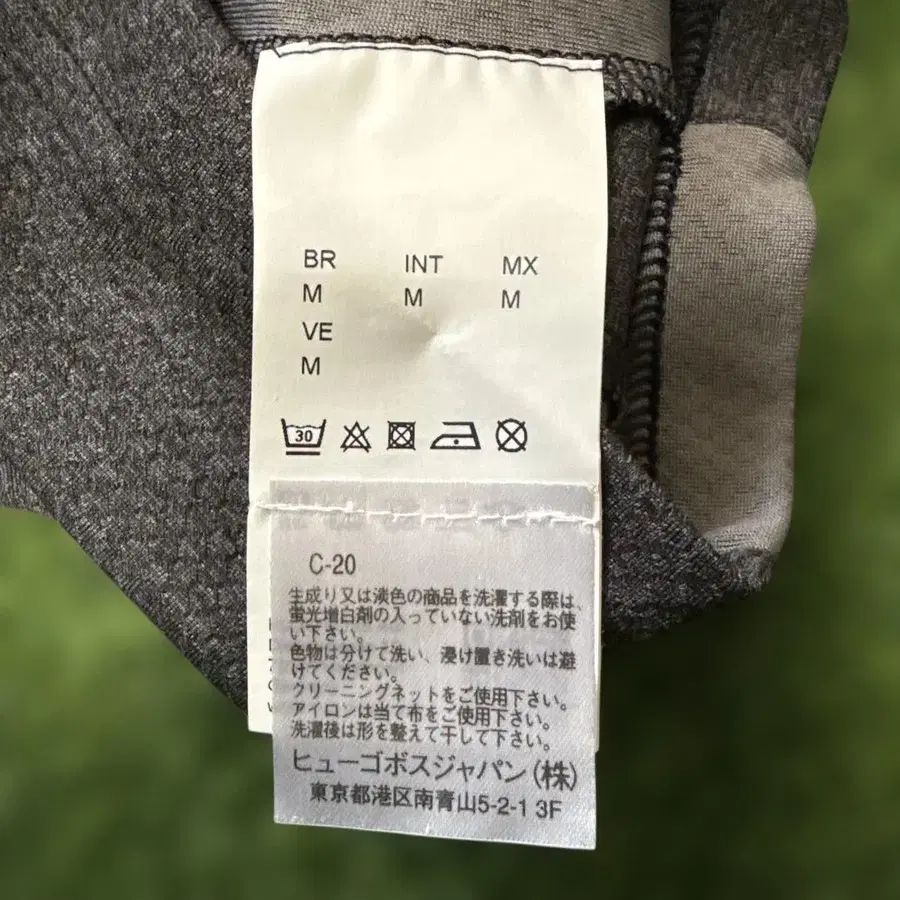 BR INT MX
M M M
VE
M
30
C-20
生成り又は淡色の商品を洗濯する際は、
蛍光増白剤の入っていない洗剤をお使
い下さい。
色物は分けて洗い、浸け置き洗いは避
けてください。
クリーニングネットをご使用下さい。
アイロンは当て布をご使用下さい。
洗濯後は形を整えて干して下さい。
ヒューゴボスジャパン(株)
東京都港区南青山5-2-1 3F